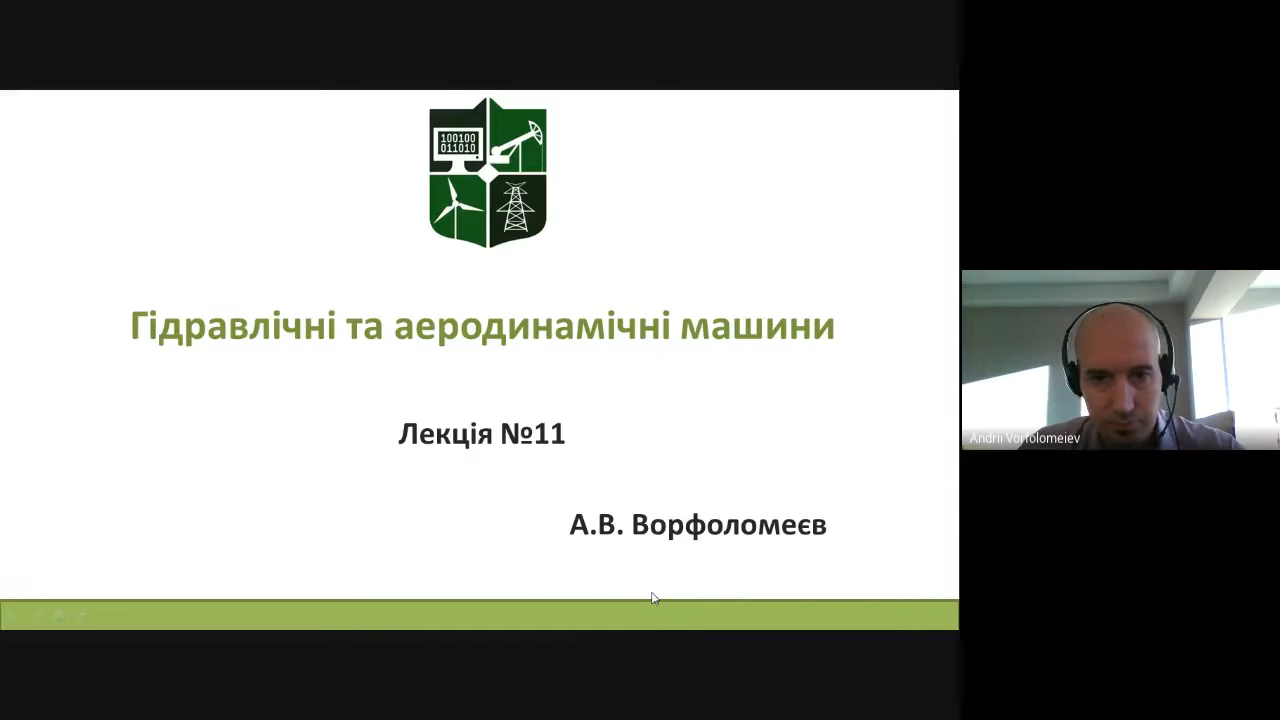 100100
011010
Гідравлічні та аеродинамічні машини
Лекція №11
А.В. Ворфоломеєв
Andrii Vorfolomeiev